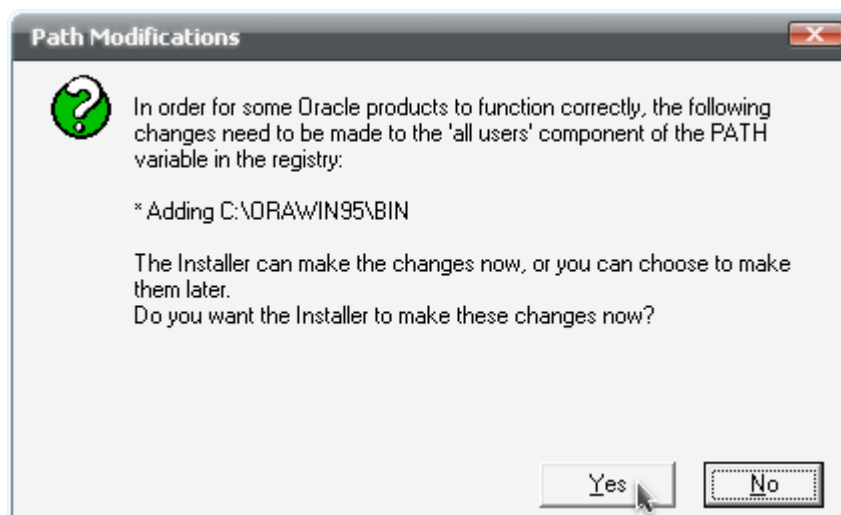 Path Modifications
In order for some Oracle products to function correctly, the following
changes need to be made to the 'all users' component of the PATH
variable in the registry:
* Adding C:\ORAWIN95\BIN
The Installer can make the changes now, or you can choose to make
them later.
Do you want the Installer to make these changes now?
Yes No